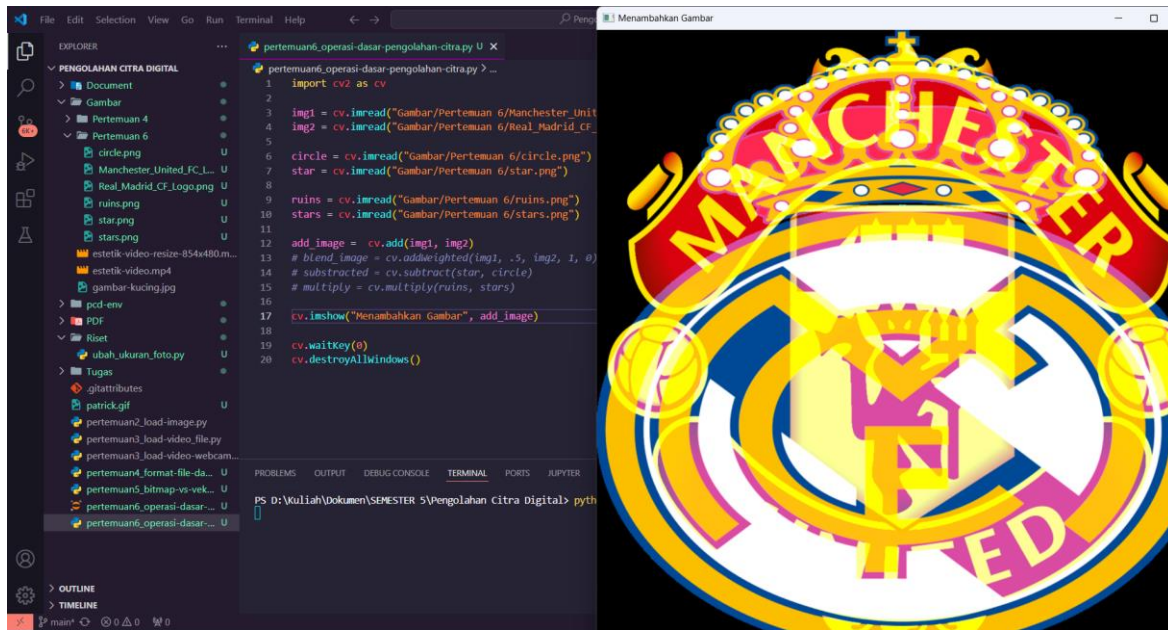 File Edit Selection View Go Run Terminal Help
Menambahkan Gambar
EXPLORER
pertemuan6_operasi-dasar-pengolahan-citra.py U
PENGOLAHAN CITRA DIGITAL
Document
Gambar
Pertemuan 4
Pertemuan 6
circle.png U
Manchester_United_FC_L... U
Real_Madrid_CF_Logo.png U
ruins.png U
star.png U
stars.png U
estetik-video-resize-854x480.m...
estetik-video.mp4
gambar-kucing.jpg
pcd-env
PDF
Riset
ubah_ukuran_foto.py U
Tugas
.gitattributes
patrick.gif U
pertemuan2_load-image.py
pertemuan3_load-video_file.py
pertemuan3_load-video-webcam...
pertemuan4_format-file-da... U
pertemuan5_bitmap-vs-vek... U
pertemuan6_operasi-dasar-... U
pertemuan6_operasi-dasar-... U
OUTLINE
TIMELINE
main* 0 0 0
6K+
pertemuan6_operasi-dasar-pengolahan-citra.py > ...
1 import cv2 as cv
2
3 img1 = cv.imread("Gambar/Pertemuan 6/Manchester_Unit
4 img2 = cv.imread("Gambar/Pertemuan 6/Real_Madrid_CF_
5
6 circle = cv.imread("Gambar/Pertemuan 6/circle.png")
7 star = cv.imread("Gambar/Pertemuan 6/star.png")
8
9 ruins = cv.imread("Gambar/Pertemuan 6/ruins.png")
10 stars = cv.imread("Gambar/Pertemuan 6/stars.png")
11
12 add_image = cv.add(img1, img2)
13 # blend_image = cv.addWeighted(img1, .5, img2, 1, 0)
14 # substracted = cv.subtract(star, circle)
15 # multiply = cv.multiply(ruins, stars)
16
17 cv.imshow("Menambahkan Gambar", add_image)
18
19 cv.waitKey(0)
20 cv.destroyAllWindows()
PROBLEMS OUTPUT DEBUG CONSOLE TERMINAL PORTS JUPYTER
PS D:\Kuliah\Dokumen\SEMESTER 5\Pengolahan Citra Digital> pyth
MANCHESTER